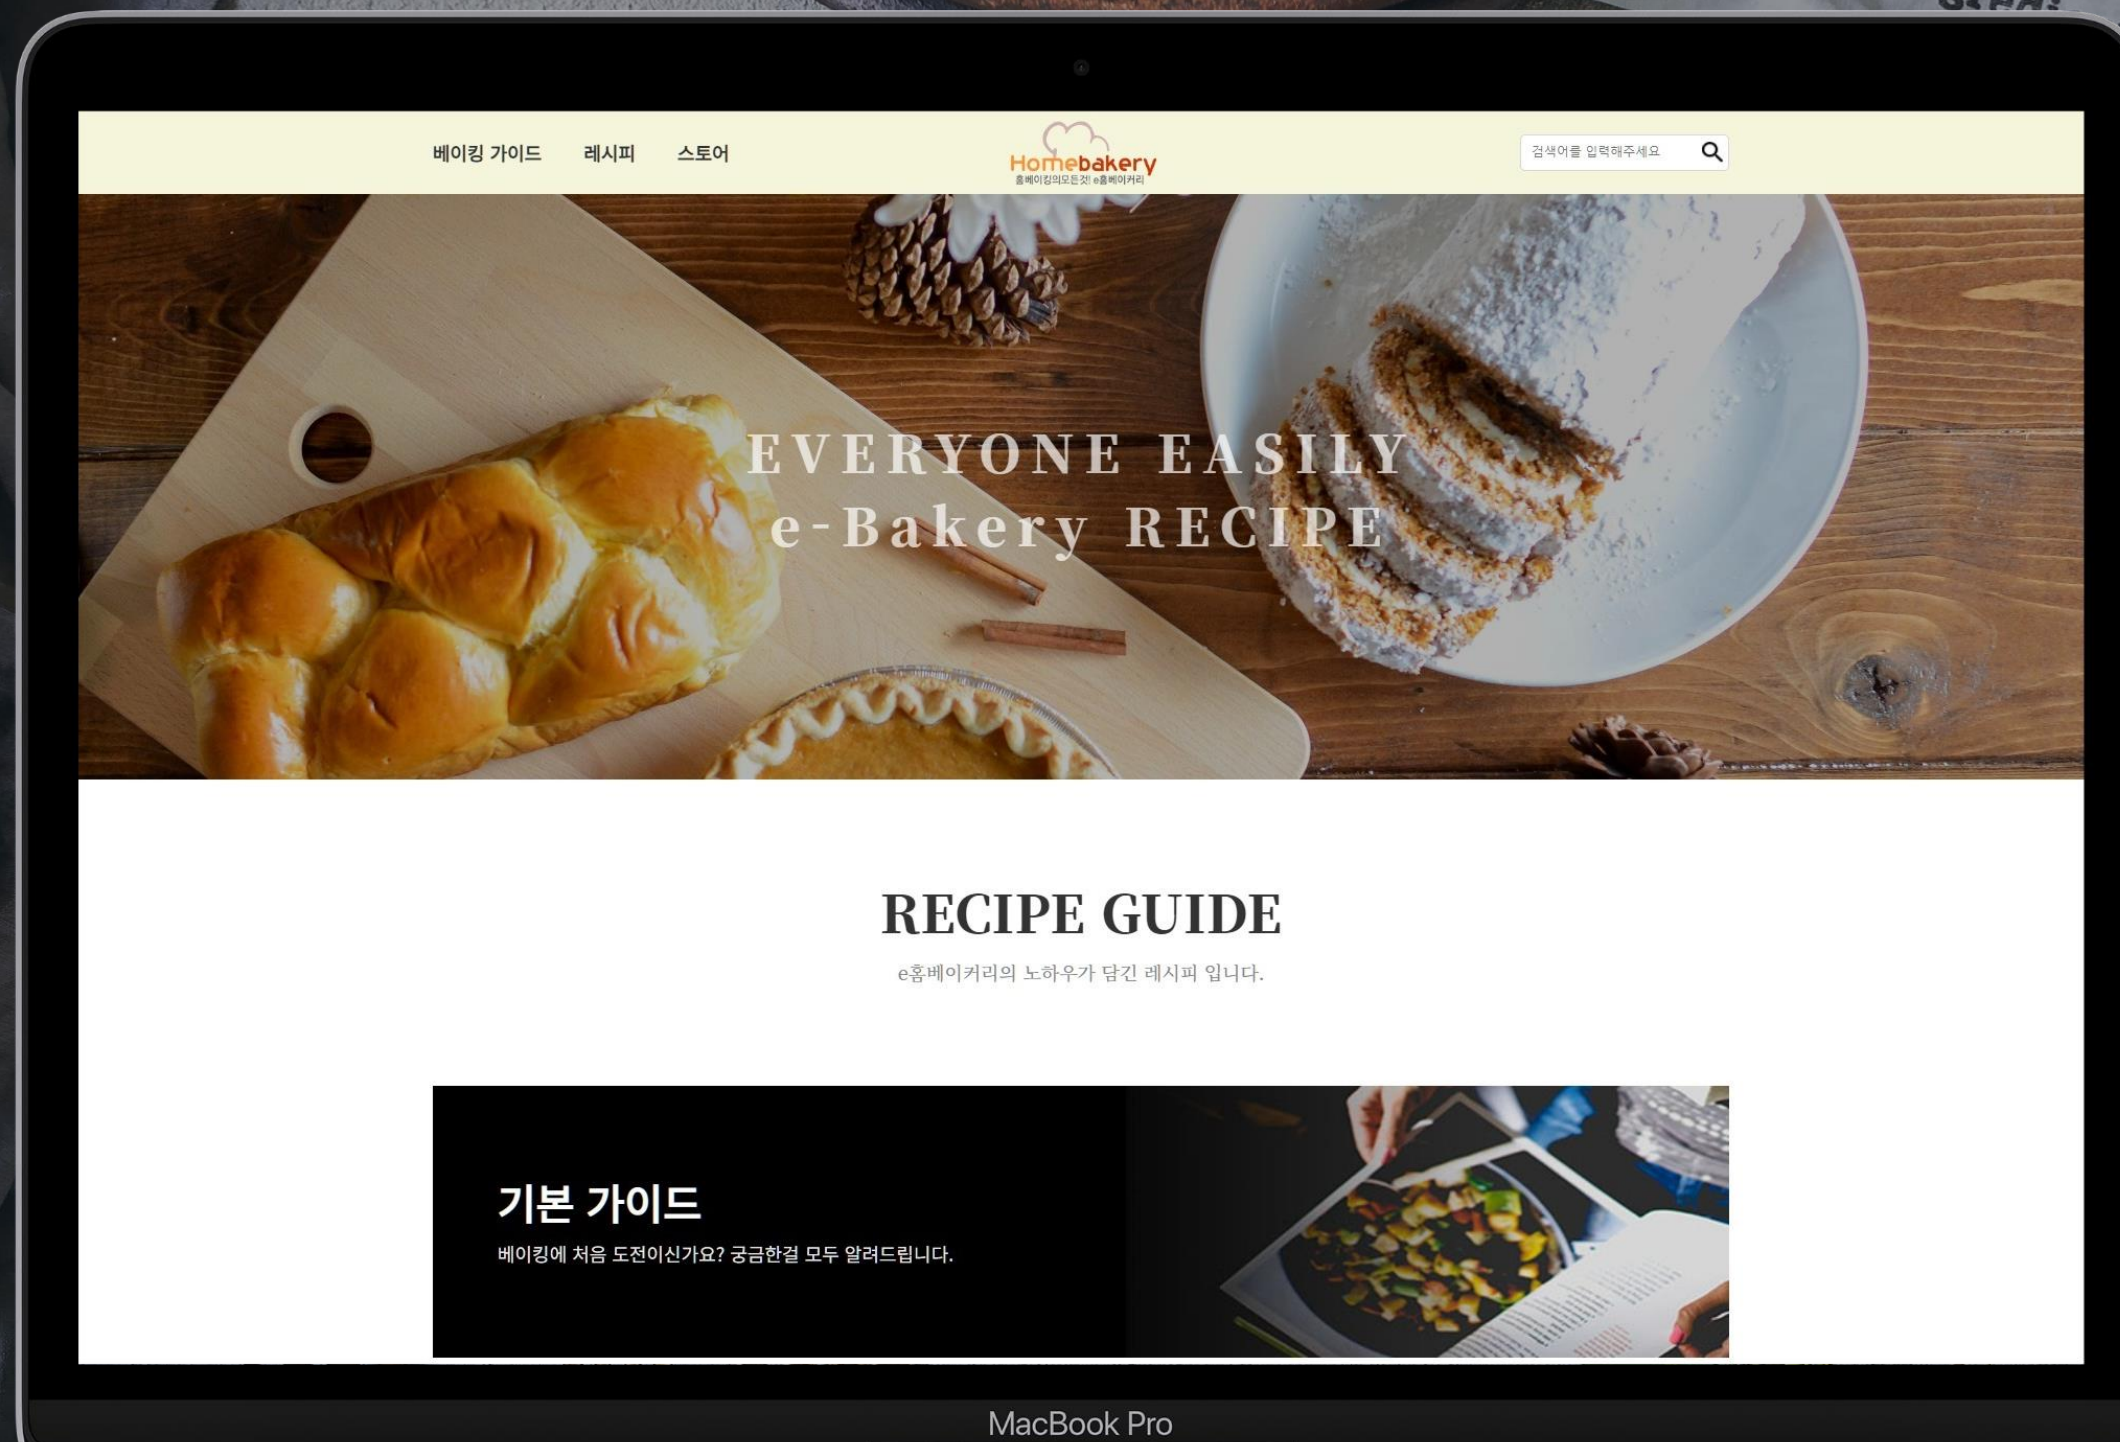 베이킹 가이드 레시피 스토어
Homebakery
홈베이킹의모든것! e홈베이커리
검색어를 입력해주세요
EVERYONE EASILY
e-Bakery RECIPE
RECIPE GUIDE
e홈베이커리의 노하우가 담긴 레시피 입니다.
기본 가이드
베이킹에 처음 도전이신가요? 궁금한걸 모두 알려드립니다.
MacBook Pro